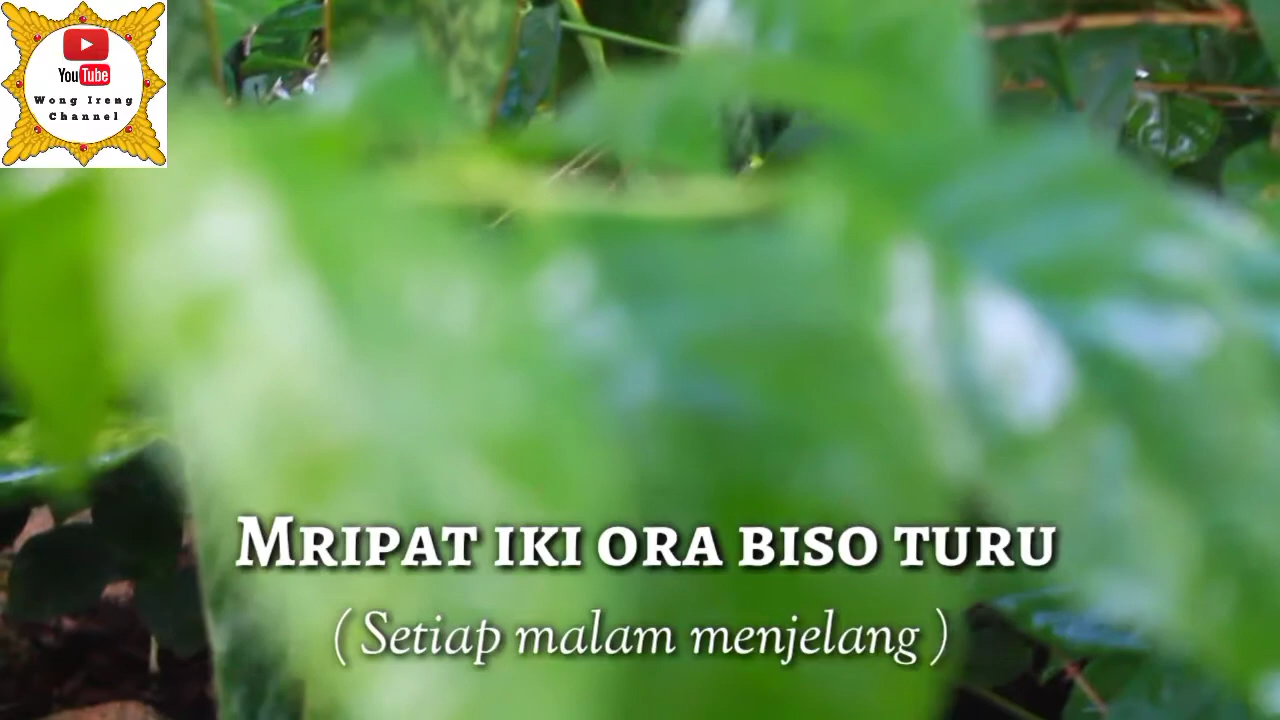 YouTube
Wong Ireng
Channel
Mripat iki ora biso turu
( Setiap malam menjelang )